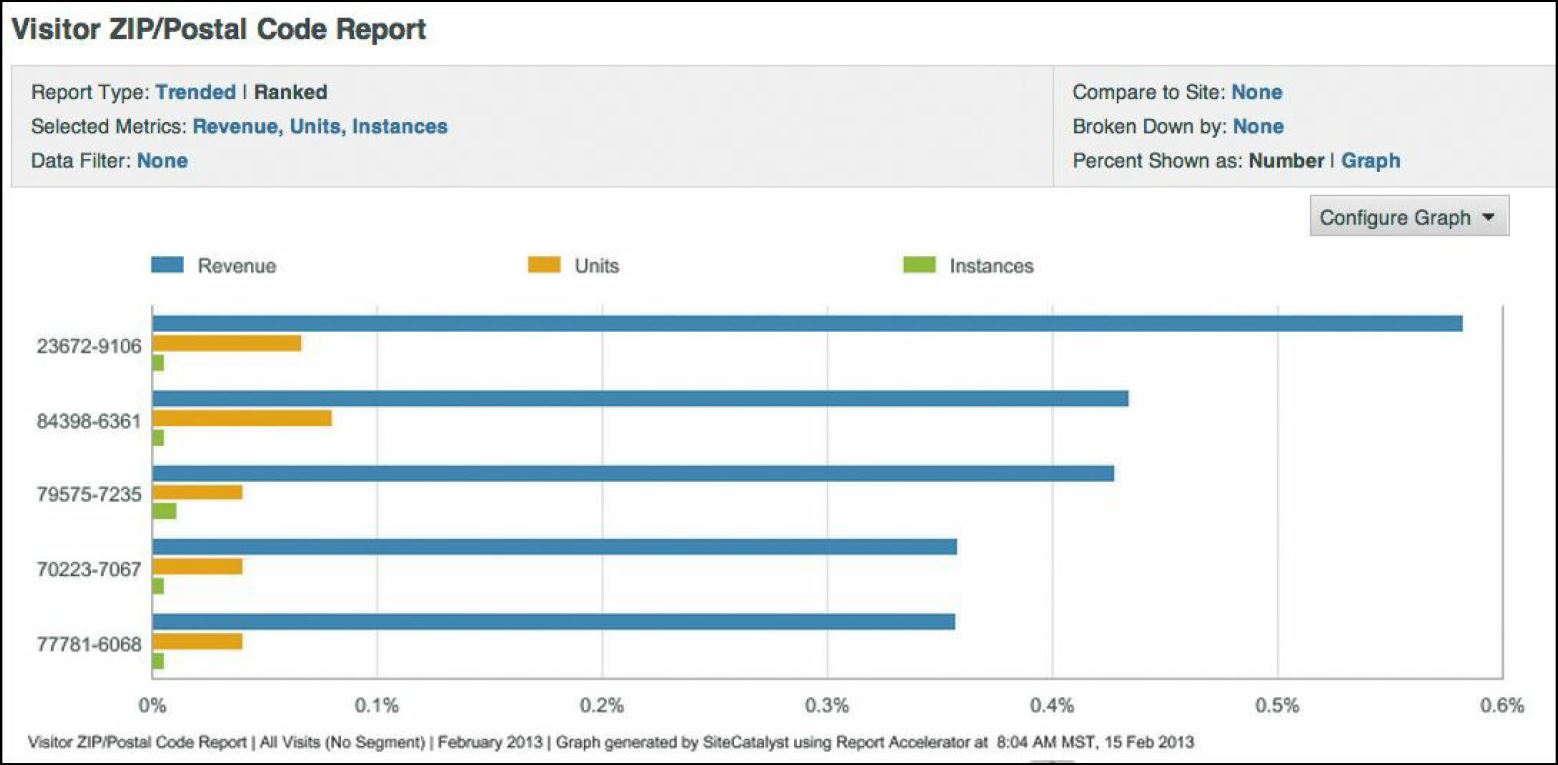 Visitor ZIP/Postal Code Report
Report Type: Trended | Ranked
Selected Metrics: Revenue, Units, Instances
Data Filter: None
Compare to Site: None
Broken Down by: None
Percent Shown as: Number | Graph
Configure Graph
Revenue
Units
Instances
23672-9106
84398-6361
79575-7235
70223-7067
77781-6068
0% 0.1% 0.2% 0.3% 0.4% 0.5% 0.6%
Visitor ZIP/Postal Code Report | All Visits (No Segment) | February 2013 | Graph generated by SiteCatalyst using Report Accelerator at 8:04 AM MST, 15 Feb 2013